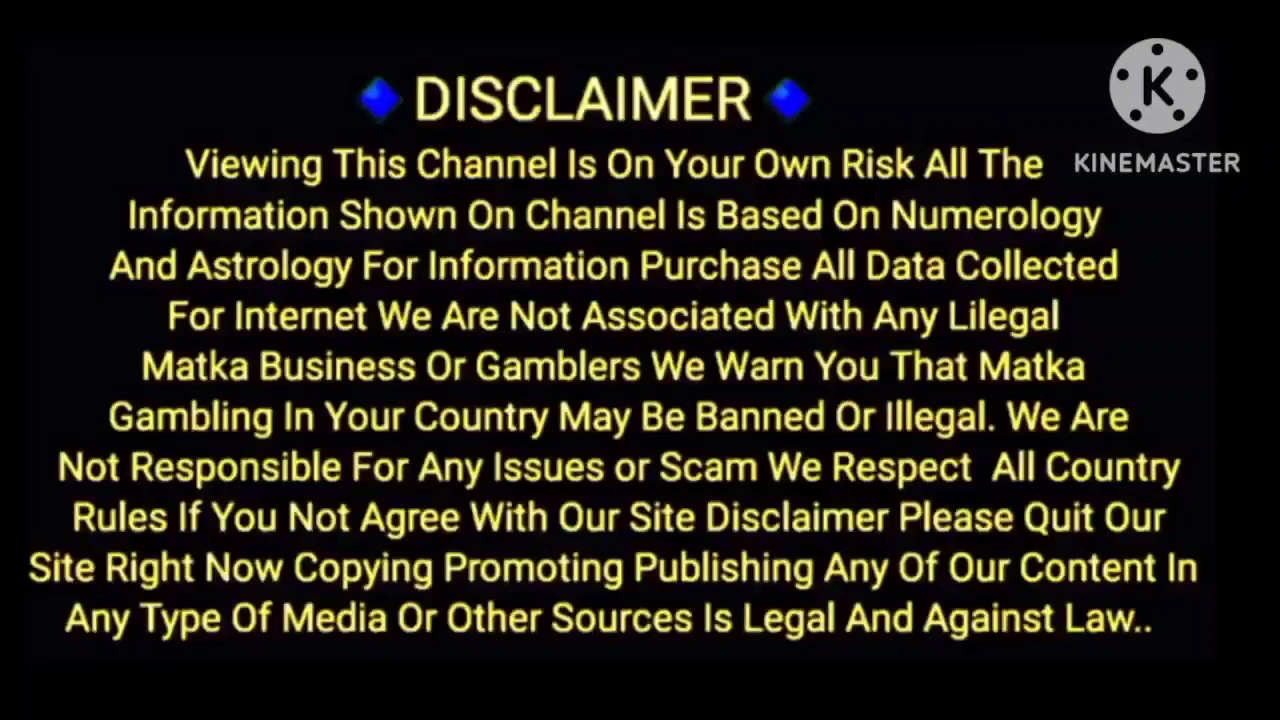 DISCLAIMER
Viewing This Channel Is On Your Own Risk All The
Information Shown On Channel Is Based On Numerology
And Astrology For Information Purchase All Data Collected
For Internet We Are Not Associated With Any Lilegal
Matka Business Or Gamblers We Warn You That Matka
Gambling In Your Country May Be Banned Or Illegal. We Are
Not Responsible For Any Issues or Scam We Respect All Country
Rules If You Not Agree With Our Site Disclaimer Please Quit Our
Site Right Now Copying Promoting Publishing Any Of Our Content In
Any Type Of Media Or Other Sources Is Legal And Against Law..
K
KINEMASTER